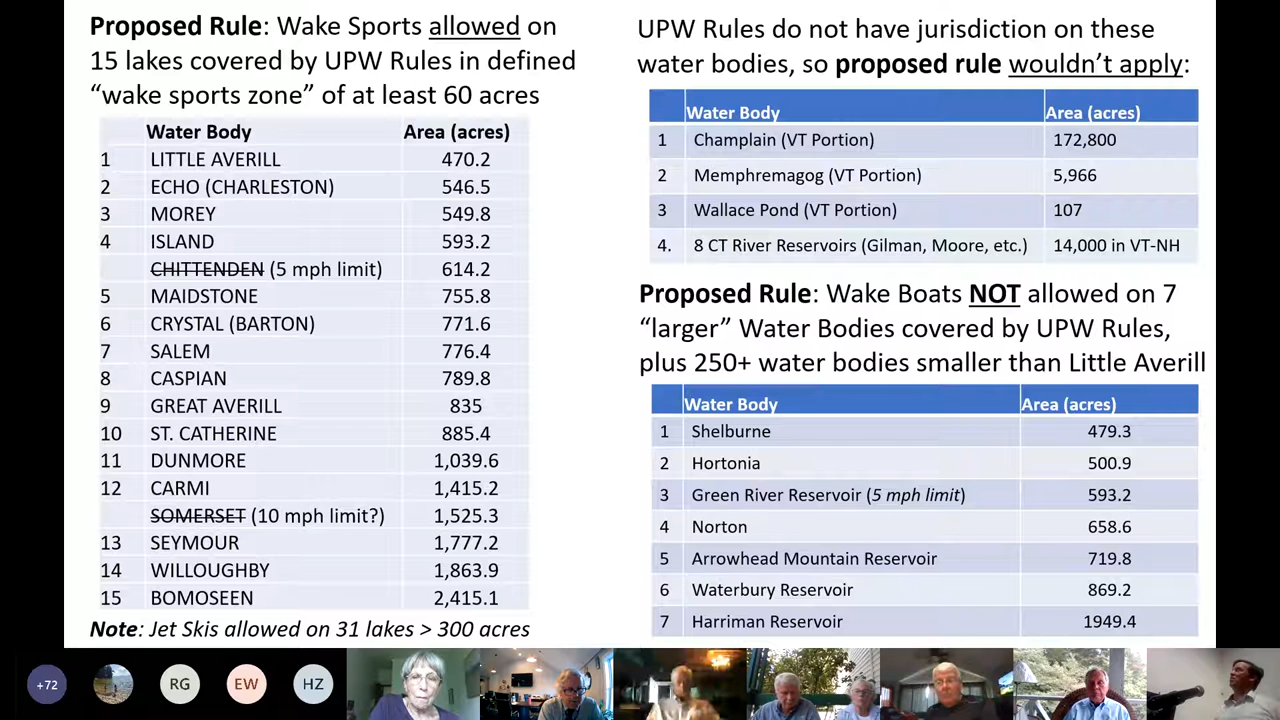 Proposed Rule: Wake Sports allowed on
15 lakes covered by UPW Rules in defined
“wake sports zone” of at least 60 acres
Water Body Area (acres)
1 LITTLE AVERILL 470.2
2 ECHO (CHARLESTON) 546.5
3 MOREY 549.8
4 ISLAND 593.2
CHITTENDEN (5 mph limit) 614.2
5 MAIDSTONE 755.8
6 CRYSTAL (BARTON) 771.6
7 SALEM 776.4
8 CASPIAN 789.8
9 GREAT AVERILL 835
10 ST. CATHERINE 885.4
11 DUNMORE 1,039.6
12 CARMI 1,415.2
SOMERSET (10 mph limit?) 1,525.3
13 SEYMOUR 1,777.2
14 WILLOUGHBY 1,863.9
15 BOMOSEEN 2,415.1
Note: Jet Skis allowed on 31 lakes > 300 acres
UPW Rules do not have jurisdiction on these
water bodies, so proposed rule wouldn’t apply:
Water Body Area (acres)
1 Champlain (VT Portion) 172,800
2 Memphremagog (VT Portion) 5,966
3 Wallace Pond (VT Portion) 107
4. 8 CT River Reservoirs (Gilman, Moore, etc.) 14,000 in VT-NH
Proposed Rule: Wake Boats NOT allowed on 7
“larger” Water Bodies covered by UPW Rules,
plus 250+ water bodies smaller than Little Averill
Water Body Area (acres)
1 Shelburne 479.3
2 Hortonia 500.9
3 Green River Reservoir (5 mph limit) 593.2
4 Norton 658.6
5 Arrowhead Mountain Reservoir 719.8
6 Waterbury Reservoir 869.2
7 Harriman Reservoir 1949.4
+72 RG EW HZ